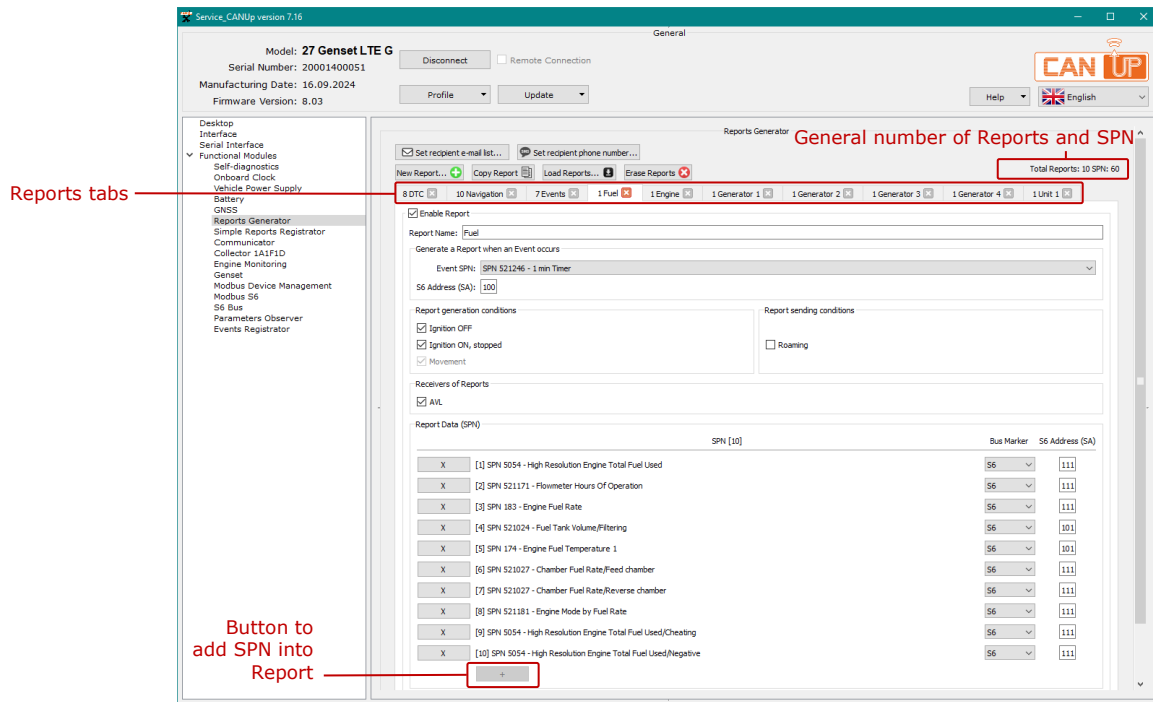 Service_CANUp version 7.16
General
Model: 27 Genset LTE G
Serial Number: 20001400051
Manufacturing Date: 16.09.2024
Firmware Version: 8.03
Disconnect
Remote Connection
Profile
Update
CAN UP
Help
English
Desktop
Interface
Serial Interface
Functional Modules
Self-diagnostics
Onboard Clock
Vehicle Power Supply
Battery
GNSS
Reports Generator
Simple Reports Registrator
Communicator
Collector 1A1F1D
Engine Monitoring
Genset
Modbus Device Management
Modbus S6
S6 Bus
Parameters Observer
Events Registrator
Reports tabs
Reports Generator
General number of Reports and SPN
Set recipient e-mail list...
Set recipient phone number...
New Report...
Copy Report
Load Reports...
Erase Reports
Total Reports: 10 SPN: 60
8 DTC
10 Navigation
7 Events
1 Fuel
1 Engine
1 Generator 1
1 Generator 2
1 Generator 3
1 Generator 4
1 Unit 1
Enable Report
Report Name: Fuel
Generate a Report when an Event occurs
Event SPN: SPN 521246 - 1 min Timer
S6 Address (SA): 100
Report generation conditions
Ignition OFF
Ignition ON, stopped
Movement
Report sending conditions
Roaming
Receivers of Reports
AVL
Report Data (SPN)
SPN [10] Bus Marker S6 Address (SA)
X [1] SPN 5054 - High Resolution Engine Total Fuel Used S6 111
X [2] SPN 521171 - Flowmeter Hours Of Operation S6 111
X [3] SPN 183 - Engine Fuel Rate S6 111
X [4] SPN 521024 - Fuel Tank Volume/Filtering S6 101
X [5] SPN 174 - Engine Fuel Temperature 1 S6 101
X [6] SPN 521027 - Chamber Fuel Rate/Feed chamber S6 111
X [7] SPN 521027 - Chamber Fuel Rate/Reverse chamber S6 111
X [8] SPN 521181 - Engine Mode by Fuel Rate S6 111
X [9] SPN 5054 - High Resolution Engine Total Fuel Used/Cheating S6 111
X [10] SPN 5054 - High Resolution Engine Total Fuel Used/Negative S6 111
+
Button to
add SPN into
Report